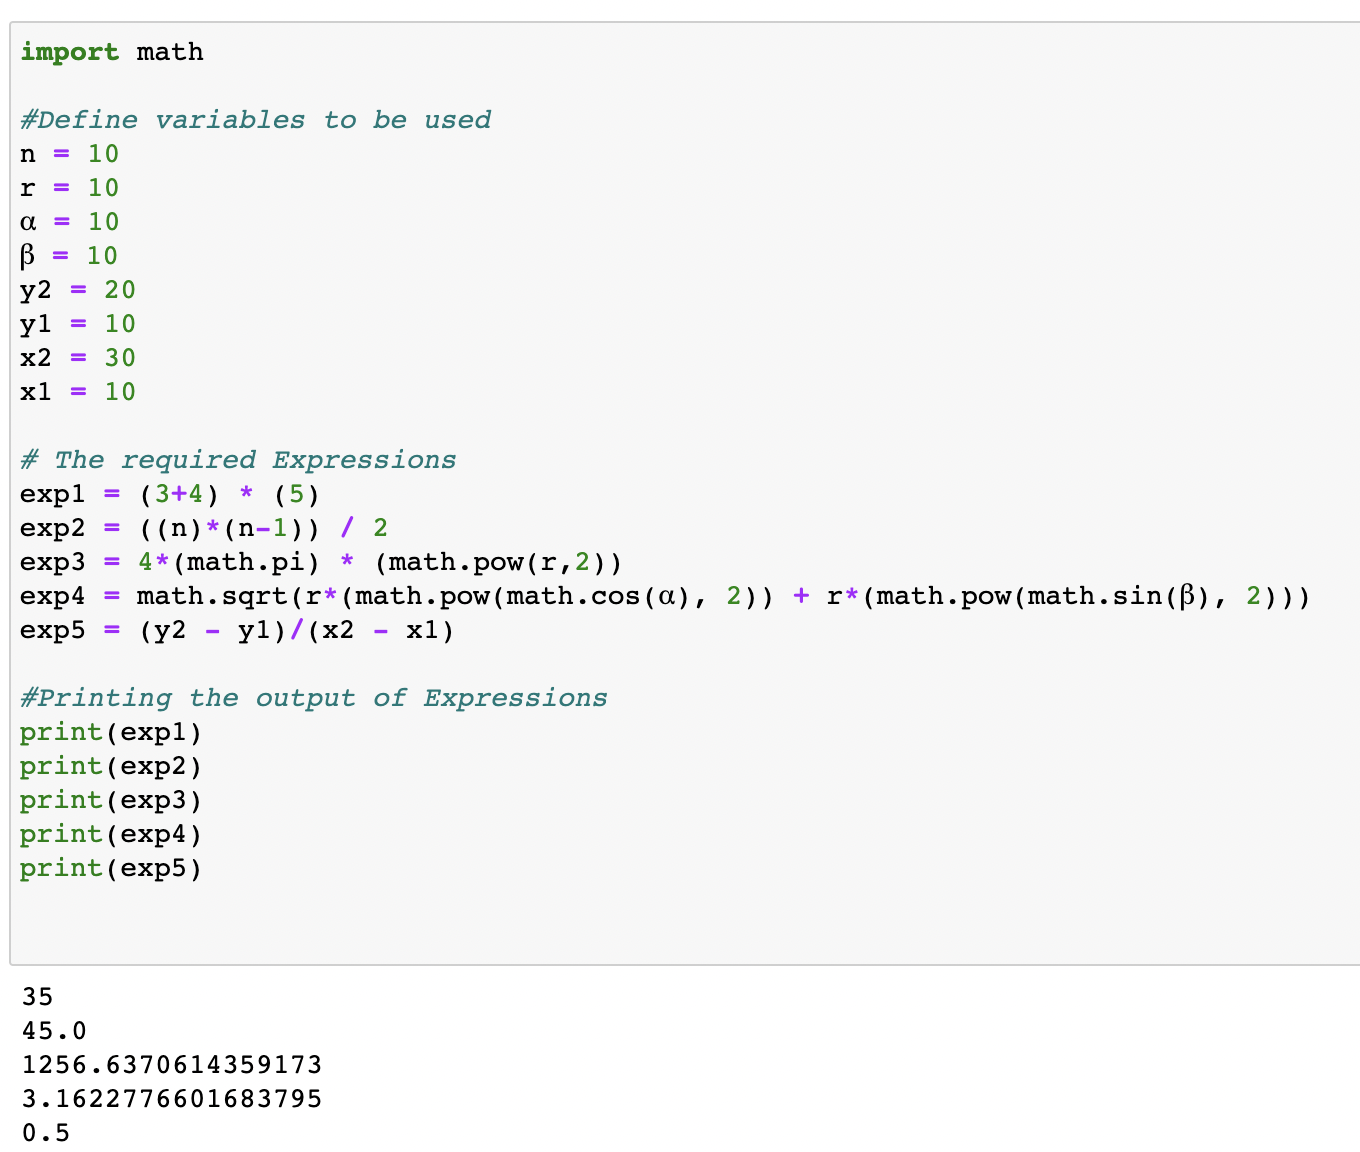 import math
#Define variables to be used
n = 10
r = 10
α = 10
β = 10
y2 = 20
y1 = 10
x2 = 30
x1 = 10
# The required Expressions
exp1 = (3+4) * (5)
exp2 = ((n)*(n-1)) / 2
exp3 = 4*(math.pi) * (math.pow(r,2))
exp4 = math.sqrt(r*(math.pow(math.cos(α), 2)) + r*(math.pow(math.sin(β), 2)))
exp5 = (y2 - y1)/(x2 - x1)
#Printing the output of Expressions
print(exp1)
print(exp2)
print(exp3)
print(exp4)
print(exp5)
35
45.0
1256.6370614359173
3.1622776601683795
0.5